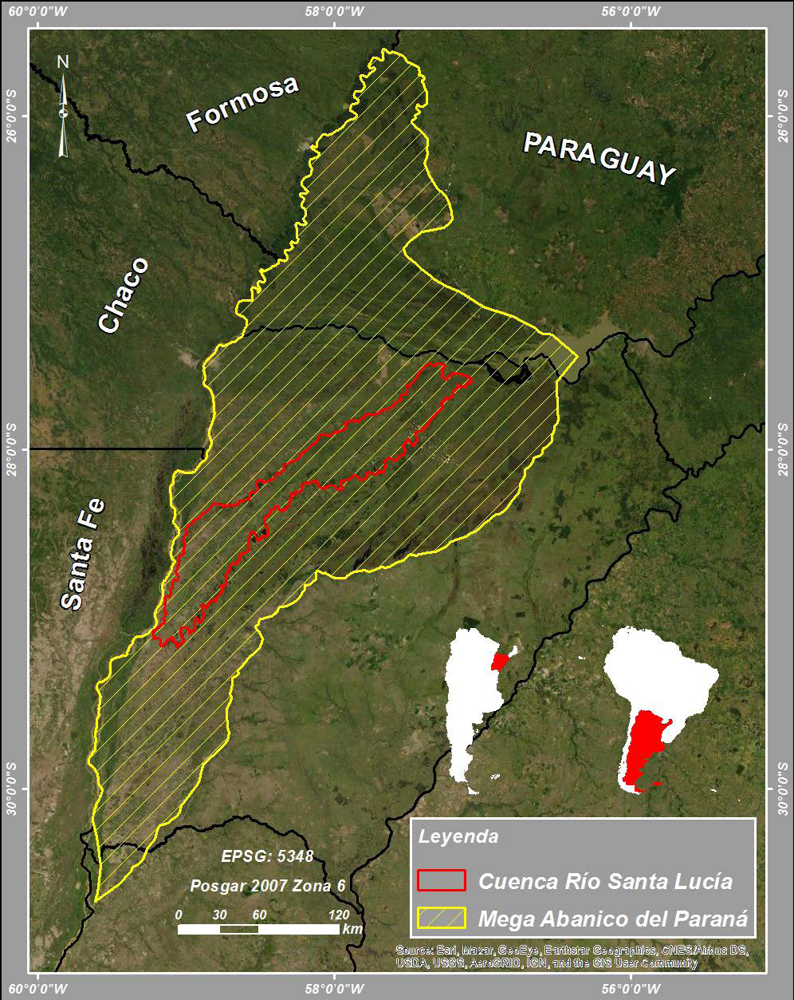 60°0'0"W 58°0'0"W 56°0'0"W
N
Formosa
PARAGUAY
26°0'0"S 26°0'0"S
Chaco
28°0'0"S 28°0'0"S
Santa Fe
30°0'0"S 30°0'0"S
EPSG: 5348
Posgar 2007 Zona 6
0 30 60 120
km
Leyenda
Cuenca Río Santa Lucía
Mega Abanico del Paraná
Source: Esri, Maxar, GeoEye, Earthstar Geographics, CNES/Airbus DS,
USDA, USGS, AeroGRID, IGN, and the GIS User Community
60°0'0"W 58°0'0"W 56°0'0"W